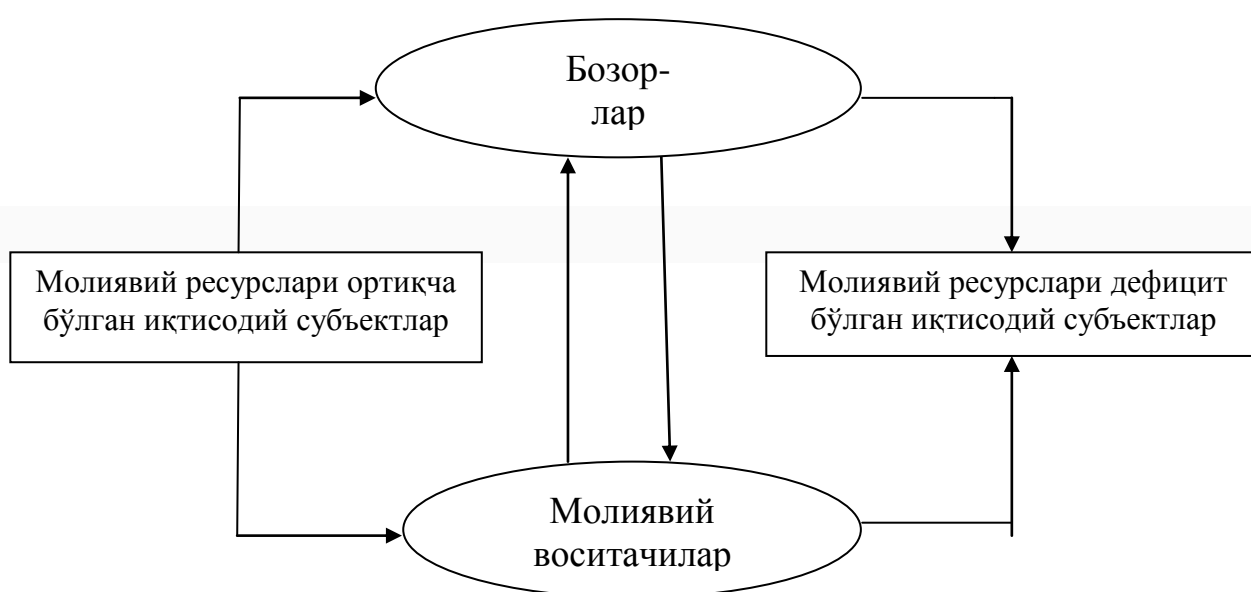 Бозор-
лар
Молиявий ресурслари ортиқча
бўлган иқтисодий субъектлар
Молиявий ресурслари дефицит
бўлган иқтисодий субъектлар
Молиявий
воситачилар